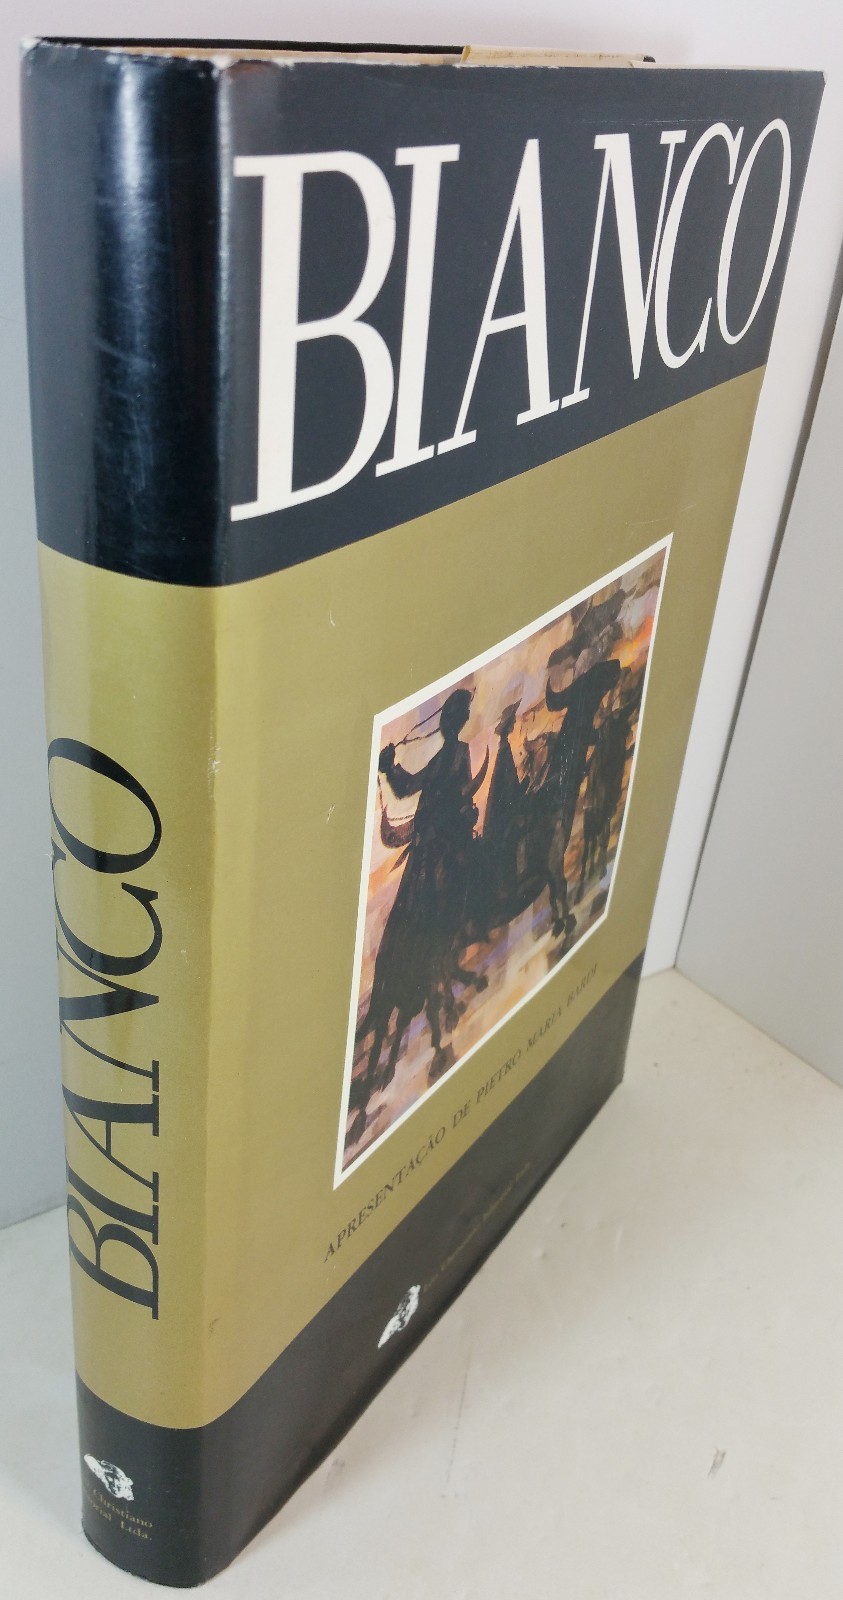 BIANCO
APRESENTAÇÃO DE PIETRO MARIA BARDI
BIANCO
Christiano
Ltda.